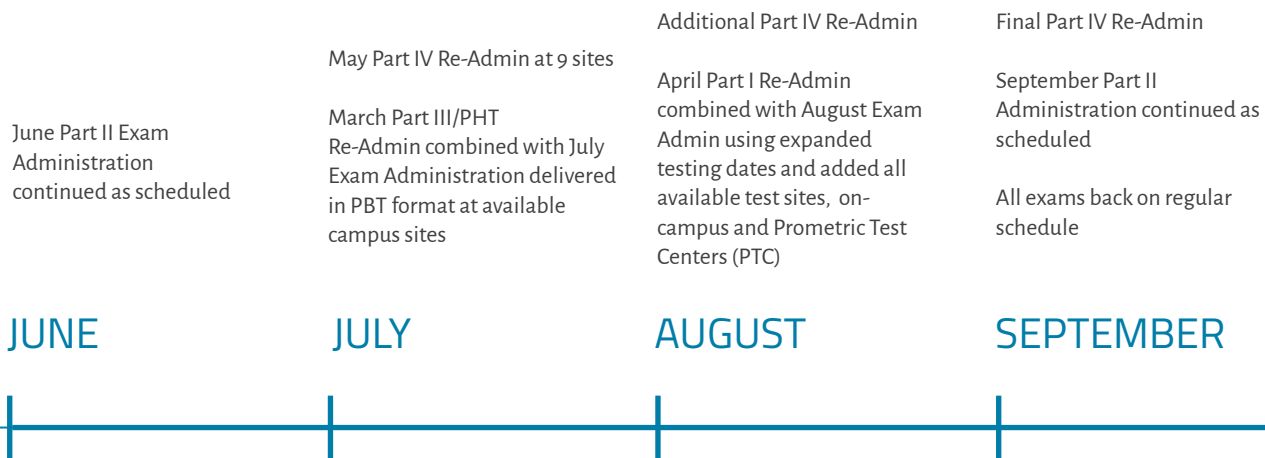 June Part II Exam
Administration
continued as scheduled
May Part IV Re-Admin at 9 sites
March Part III/PHT
Re-Admin combined with July
Exam Administration delivered
in PBT format at available
campus sites
Additional Part IV Re-Admin
April Part I Re-Admin
combined with August Exam
Admin using expanded
testing dates and added all
available test sites, on-
campus and Prometric Test
Centers (PTC)
Final Part IV Re-Admin
September Part II
Administration continued as
scheduled
All exams back on regular
schedule
JUNE
JULY
AUGUST
SEPTEMBER